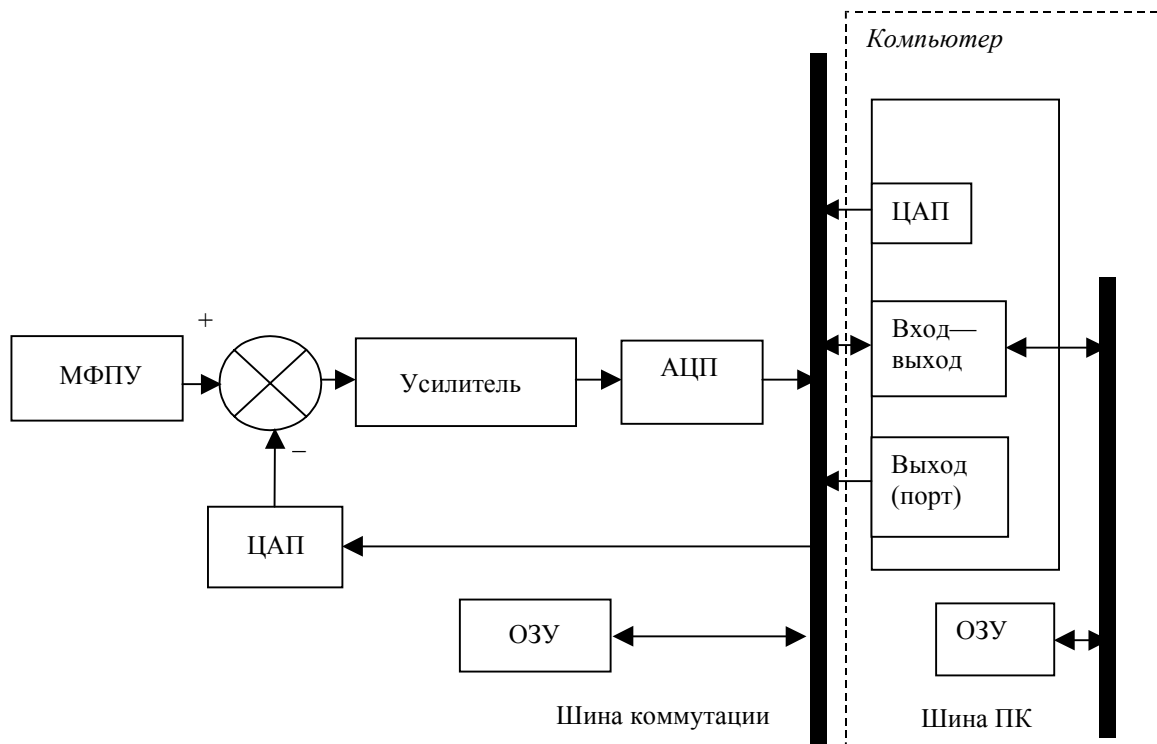 Компьютер
ЦАП
+
Вход—
выход
МФПУ
Усилитель
АЦП
–
Выход
(порт)
ЦАП
ОЗУ
ОЗУ
Шина коммутации
Шина ПК